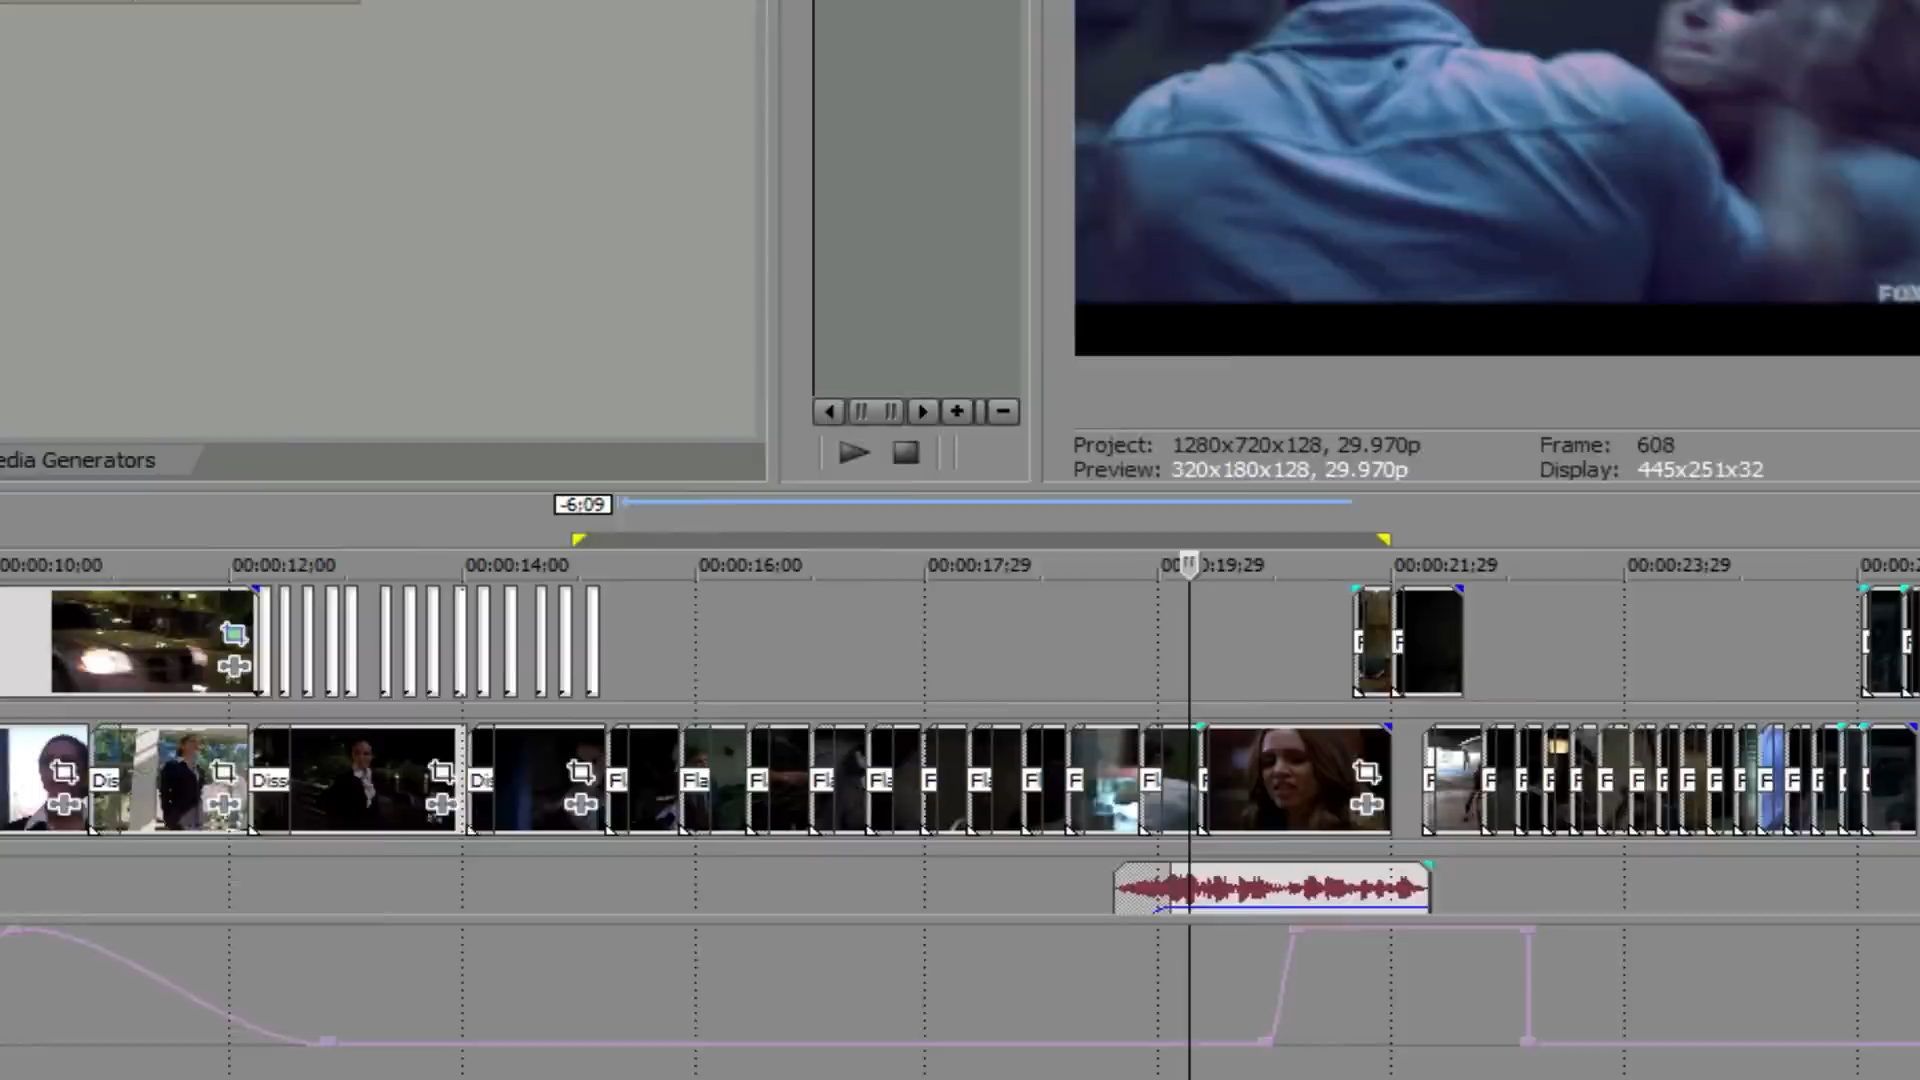 FOX
Project: 1280x720x128, 29.970p Frame: 608
edia Generators
Preview: 320x180x128, 29.970p Display: 445x251x32
-6;09
00:00:10;00 00:00:12;00 00:00:14;00 00:00:16;00 00:00:17;29 00:00:19;29 00:00:21;29 00:00:23;29 00:00:2
F F
Dis Diss Dis Fl Fla Fl Fla Fla F Fla F F Fl F F F F F F F F F F F F F F